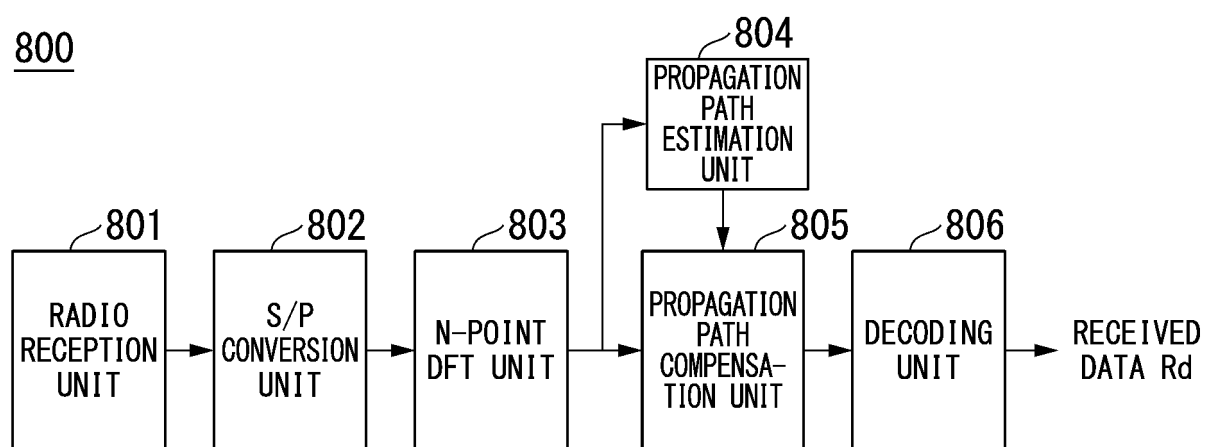 800
804
PROPAGATION
PATH
ESTIMATION
UNIT
801
802
803
805
806
RADIO
RECEPTION
UNIT
S/P
CONVERSION
UNIT
N-POINT
DFT UNIT
PROPAGATION
PATH
COMPENSA-
TION UNIT
DECODING
UNIT
RECEIVED
DATA Rd